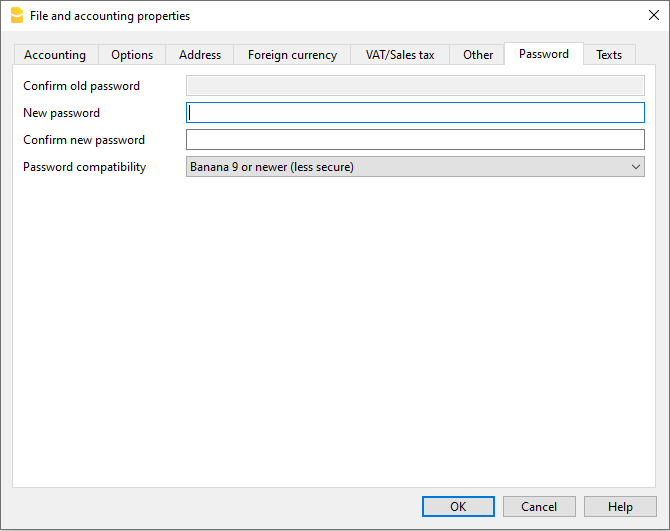 File and accounting properties
Accounting Options Address Foreign currency VAT/Sales tax Other Password Texts
Confirm old password
New password
Confirm new password
Password compatibility Banana 9 or newer (less secure)
OK Cancel Help